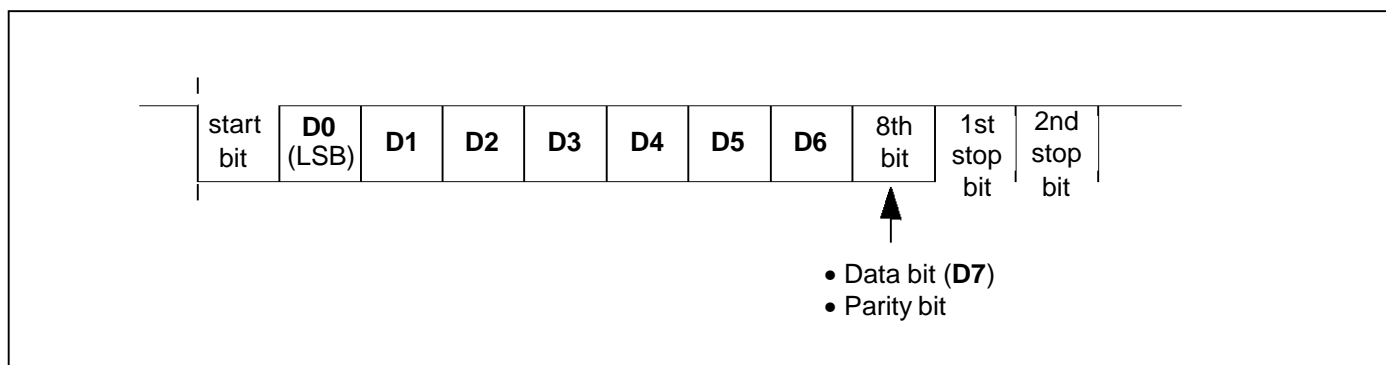 start
bit
D0
(LSB)
D1
D2
D3
D4
D5
D6
8th
bit
1st
stop
bit
2nd
stop
bit
• Data bit (D7)
• Parity bit